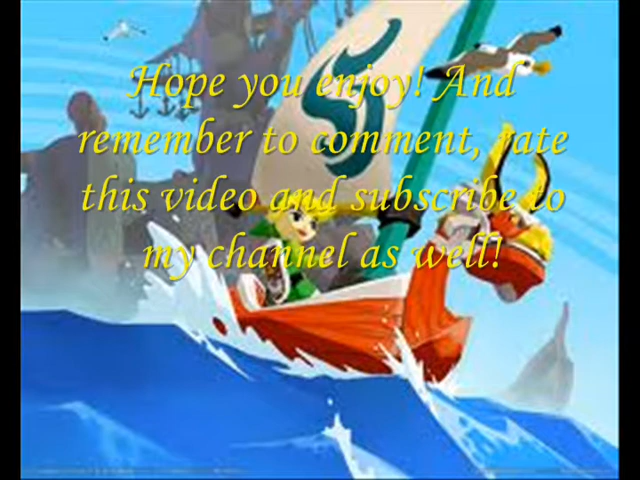 Hope you enjoy! And
remember to comment, rate
this video and subscribe to
my channel as well!